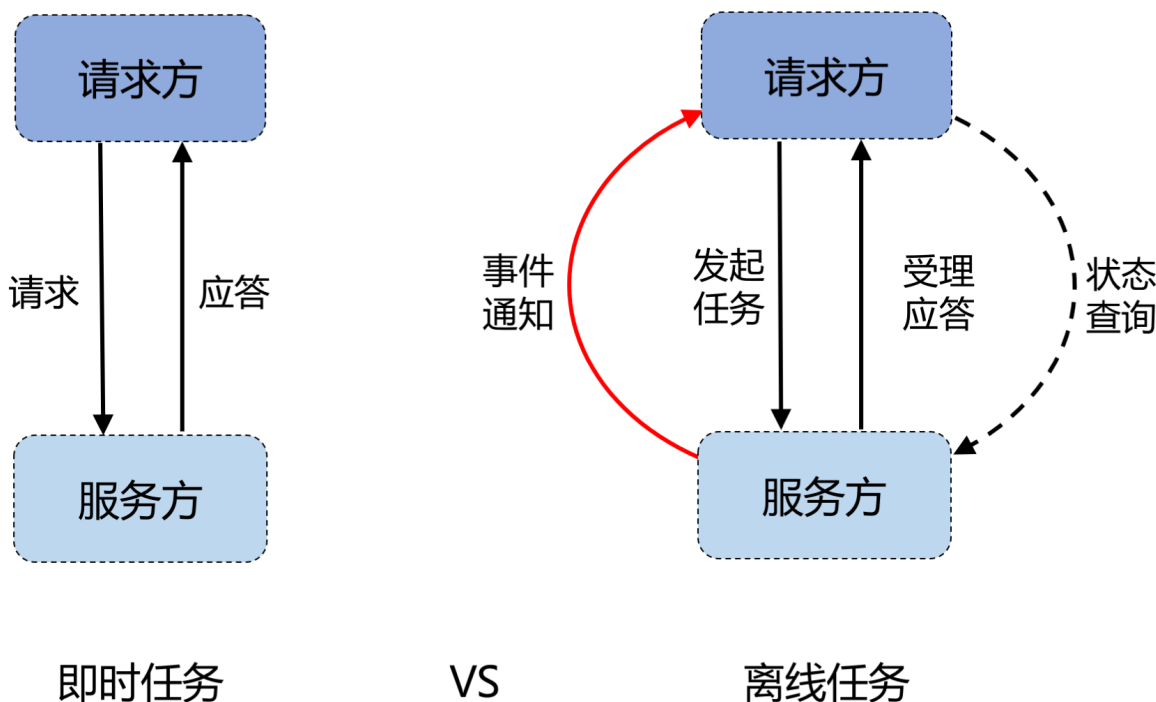 请求方
请求
应答
服务方
即时任务
VS
请求方
事件
通知
发起
任务
受理
应答
状态
查询
服务方
离线任务